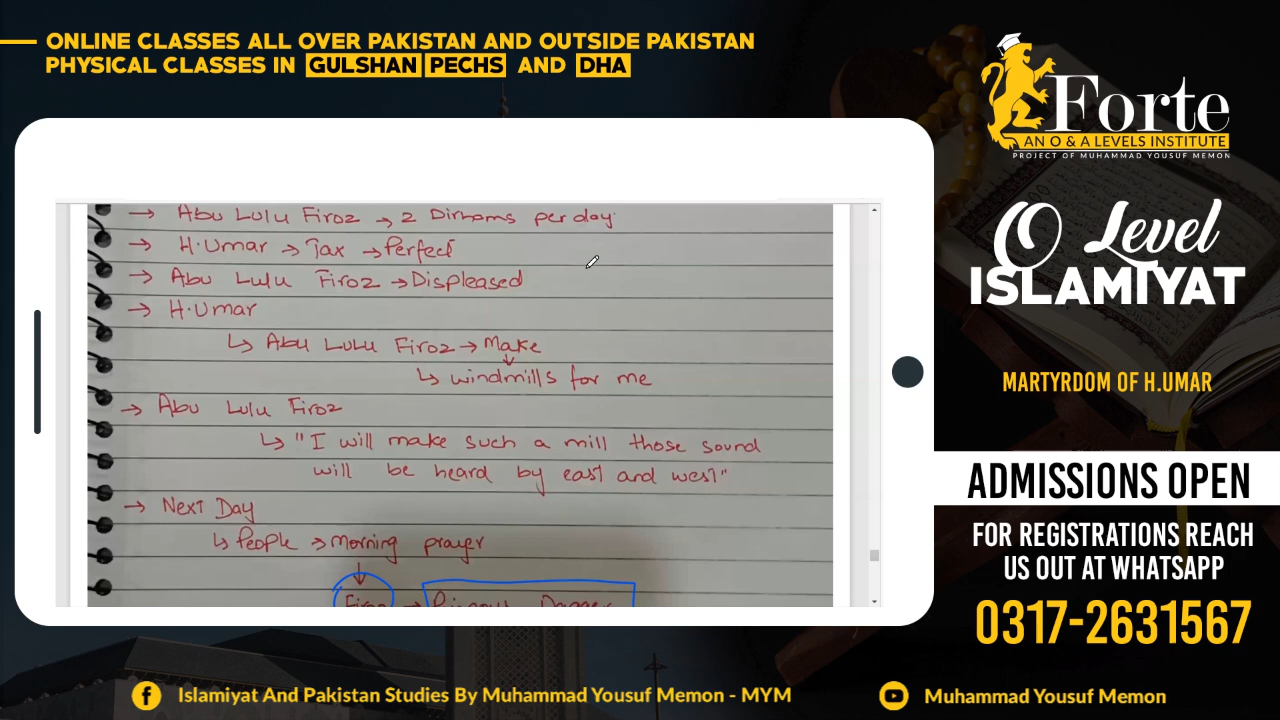 ONLINE CLASSES ALL OVER PAKISTAN AND OUTSIDE PAKISTAN
PHYSICAL CLASSES IN GULSHAN PECHS AND DHA
Forte
AN O & A LEVELS INSTITUTE
PROJECT OF MUHAMMAD YOUSUF MEMON
O Level
ISLAMIYAT
MARTYRDOM OF H.UMAR
ADMISSIONS OPEN
FOR REGISTRATIONS REACH
US OUT AT WHATSAPP
0317-2631567
→ Abu Lulu Firoz → 2 Dirhams per day
→ H.Umar → Tax → Perfect
→ Abu Lulu Firoz → Displeased
→ H.Umar
↳ Abu Lulu Firoz → Make
↳ windmills for me
→ Abu Lulu Firoz
↳ "I will make such a mill those sound
will be heard by east and west"
→ Next Day
↳ People → Morning prayer
Firoz → Dagger
Islamiyat And Pakistan Studies By Muhammad Yousuf Memon - MYM
Muhammad Yousuf Memon